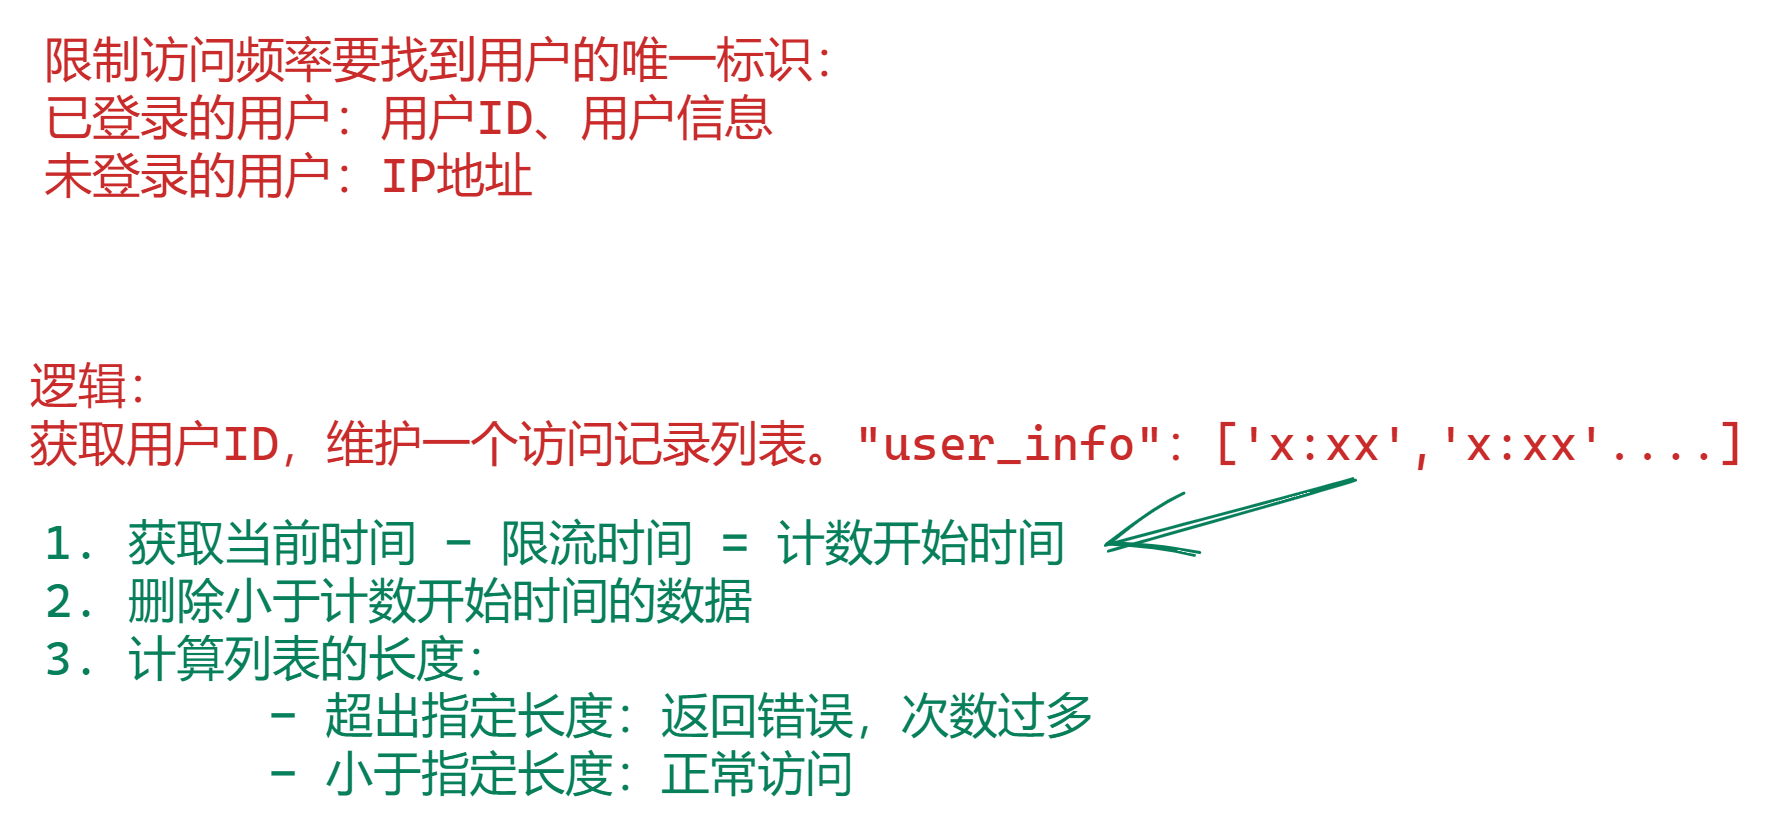 限制访问频率要找到用户的唯一标识：
已登录的用户：用户ID、用户信息
未登录的用户：IP地址
逻辑：
获取用户ID，维护一个访问记录列表。"user_info"：['x:xx','x:xx'....]
1. 获取当前时间 - 限流时间 = 计数开始时间
2. 删除小于计数开始时间的数据
3. 计算列表的长度：
- 超出指定长度：返回错误，次数过多
- 小于指定长度：正常访问